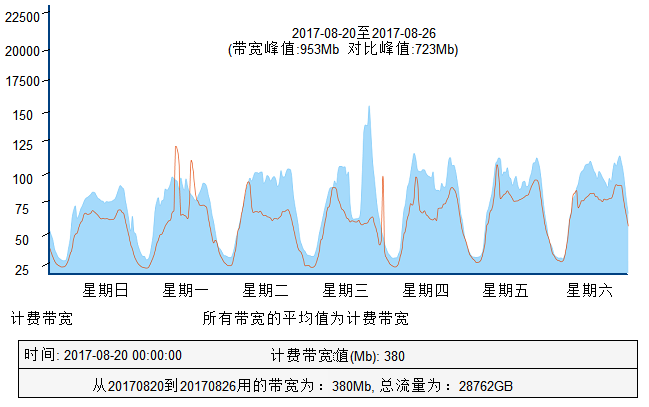 2017-08-20至2017-08-26
(带宽峰值:953Mb 对比峰值:723Mb)
22500
20000
17500
150
125
100
75
50
25
星期日 星期一 星期二 星期三 星期四 星期五 星期六
计费带宽 所有带宽的平均值为计费带宽
时间: 2017-08-20 00:00:00 计费带宽值(Mb): 380
从20170820到20170826用的带宽为：380Mb, 总流量为：28762GB